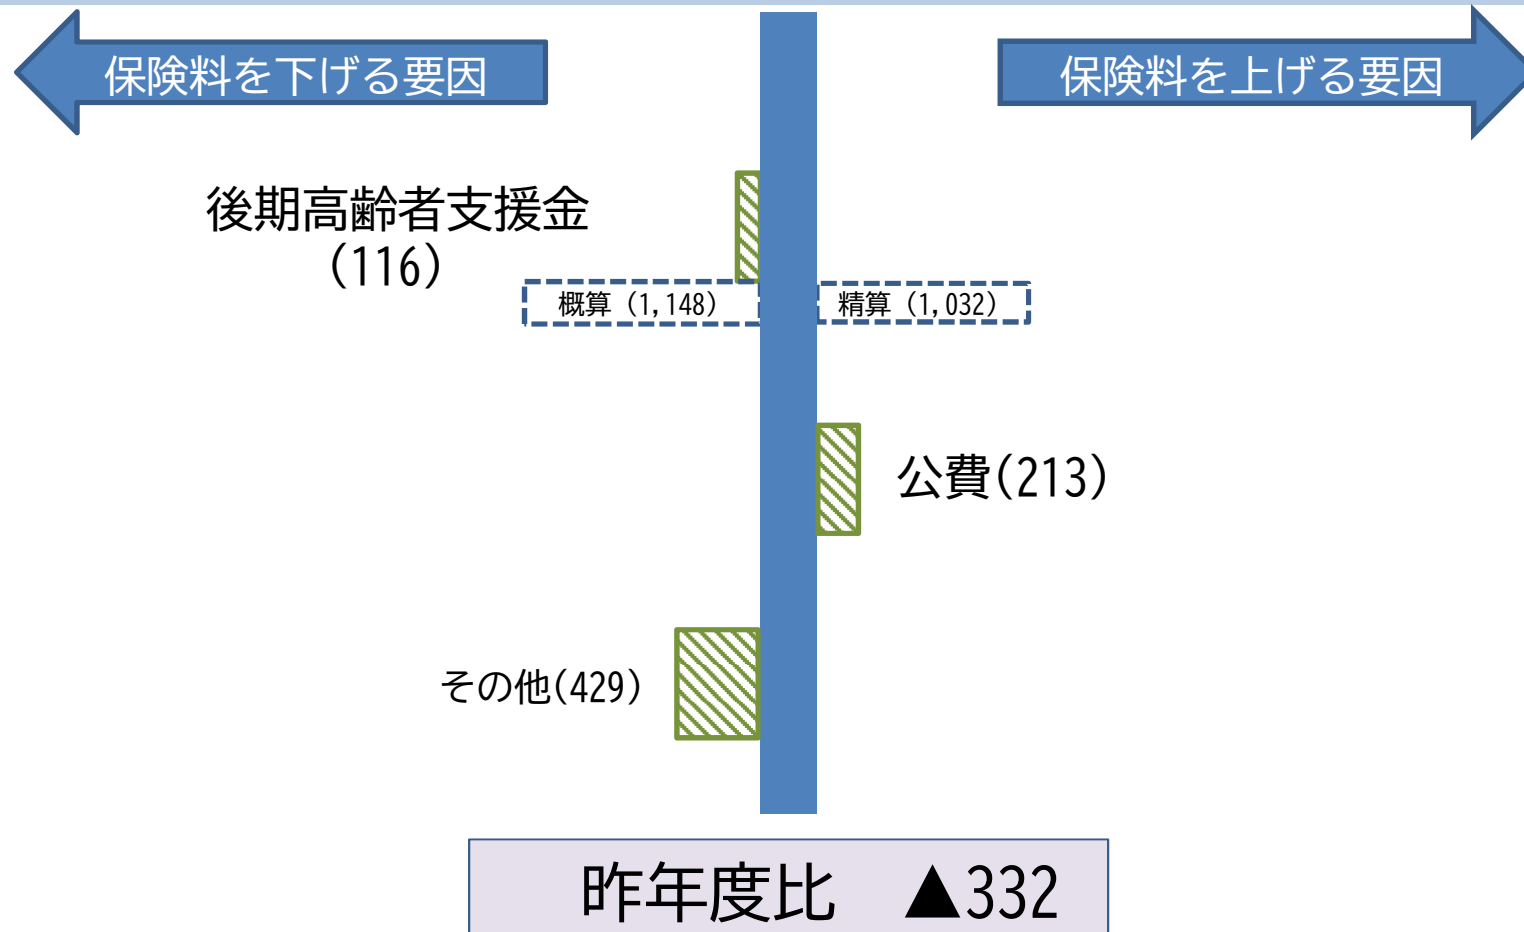 保険料を下げる要因
保険料を上げる要因
後期高齢者支援金
(116)
概算 (1,148)
精算 (1,032)
公費(213)
その他(429)
昨年度比　▲332